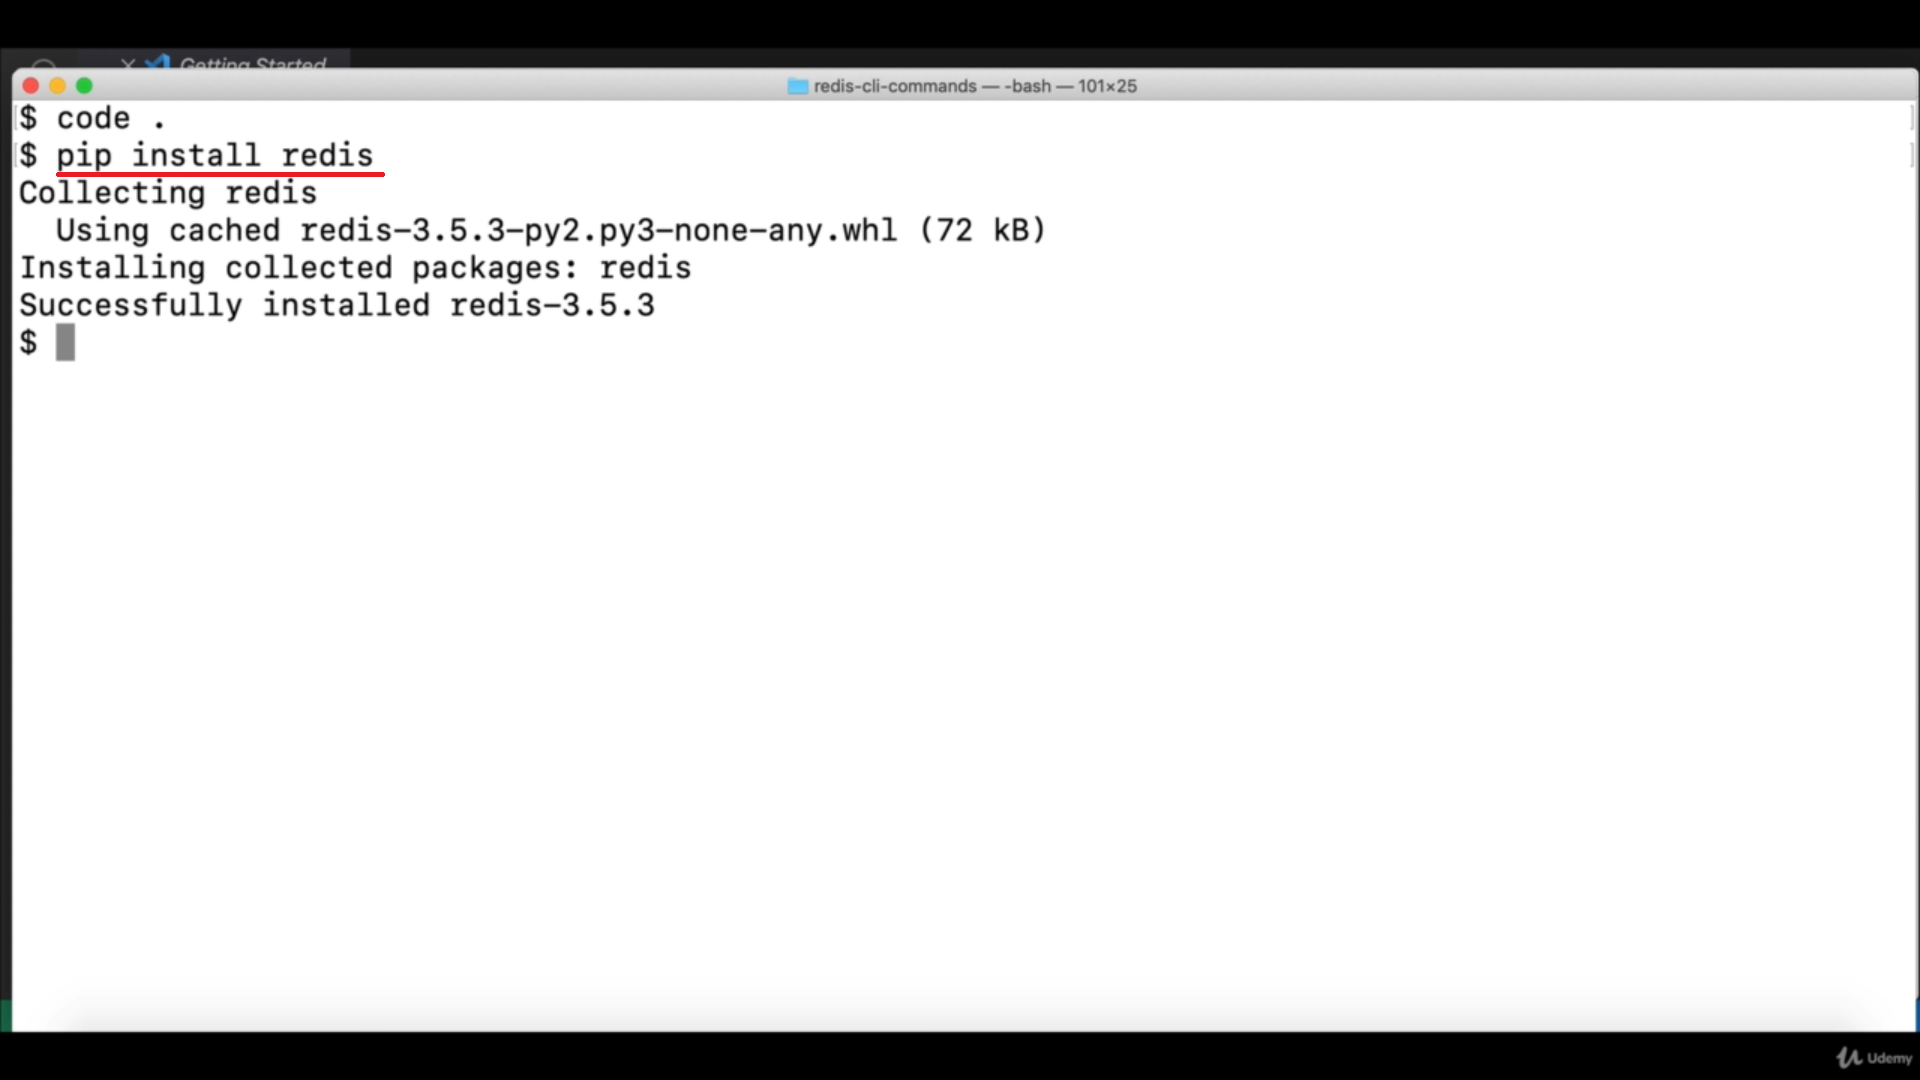 Getting Started
redis-cli-commands — -bash — 101×25
$ code .
$ pip install redis
Collecting redis
  Using cached redis-3.5.3-py2.py3-none-any.whl (72 kB)
Installing collected packages: redis
Successfully installed redis-3.5.3
$
Udemy